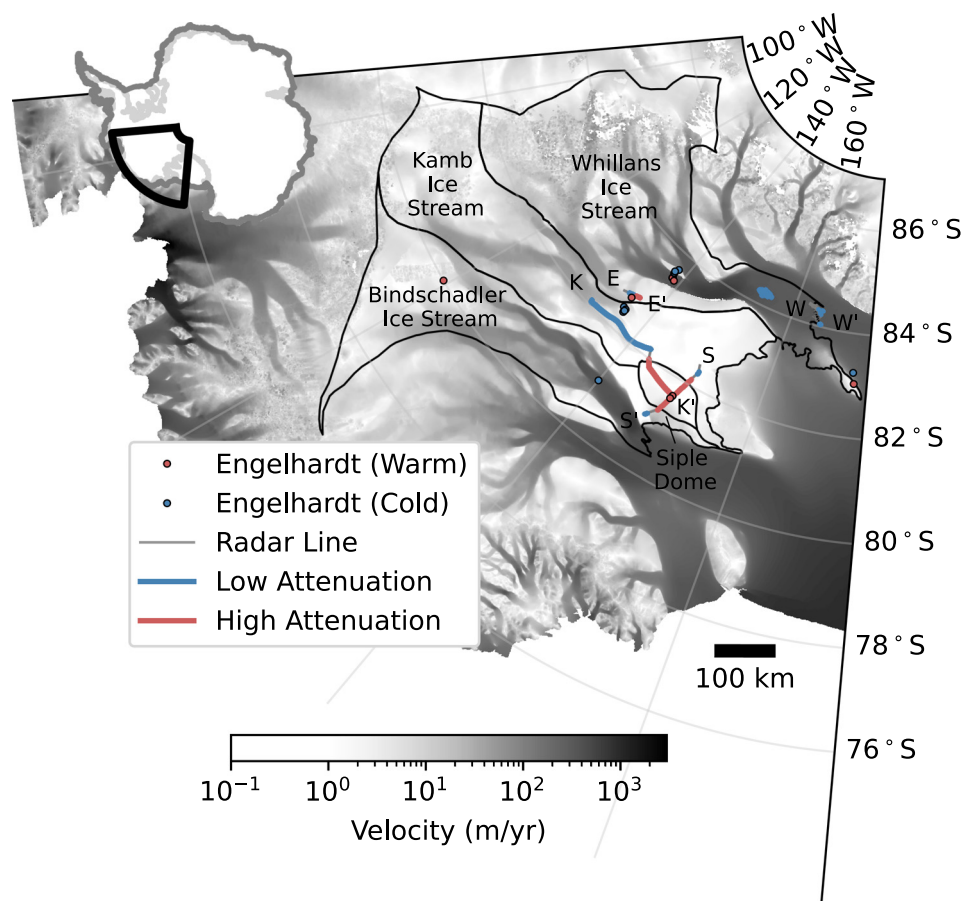 100°W
120°W
140°W
160°W
Kamb
Ice
Stream
Whillans
Ice
Stream
86°S
Bindschadler
Ice Stream
K
E
E'
W
W'
84°S
S
K'
S'
82°S
Siple
Dome
Engelhardt (Warm)
Engelhardt (Cold)
Radar Line
Low Attenuation
High Attenuation
80°S
78°S
100 km
76°S
10⁻¹
10⁰
10¹
10²
10³
Velocity (m/yr)